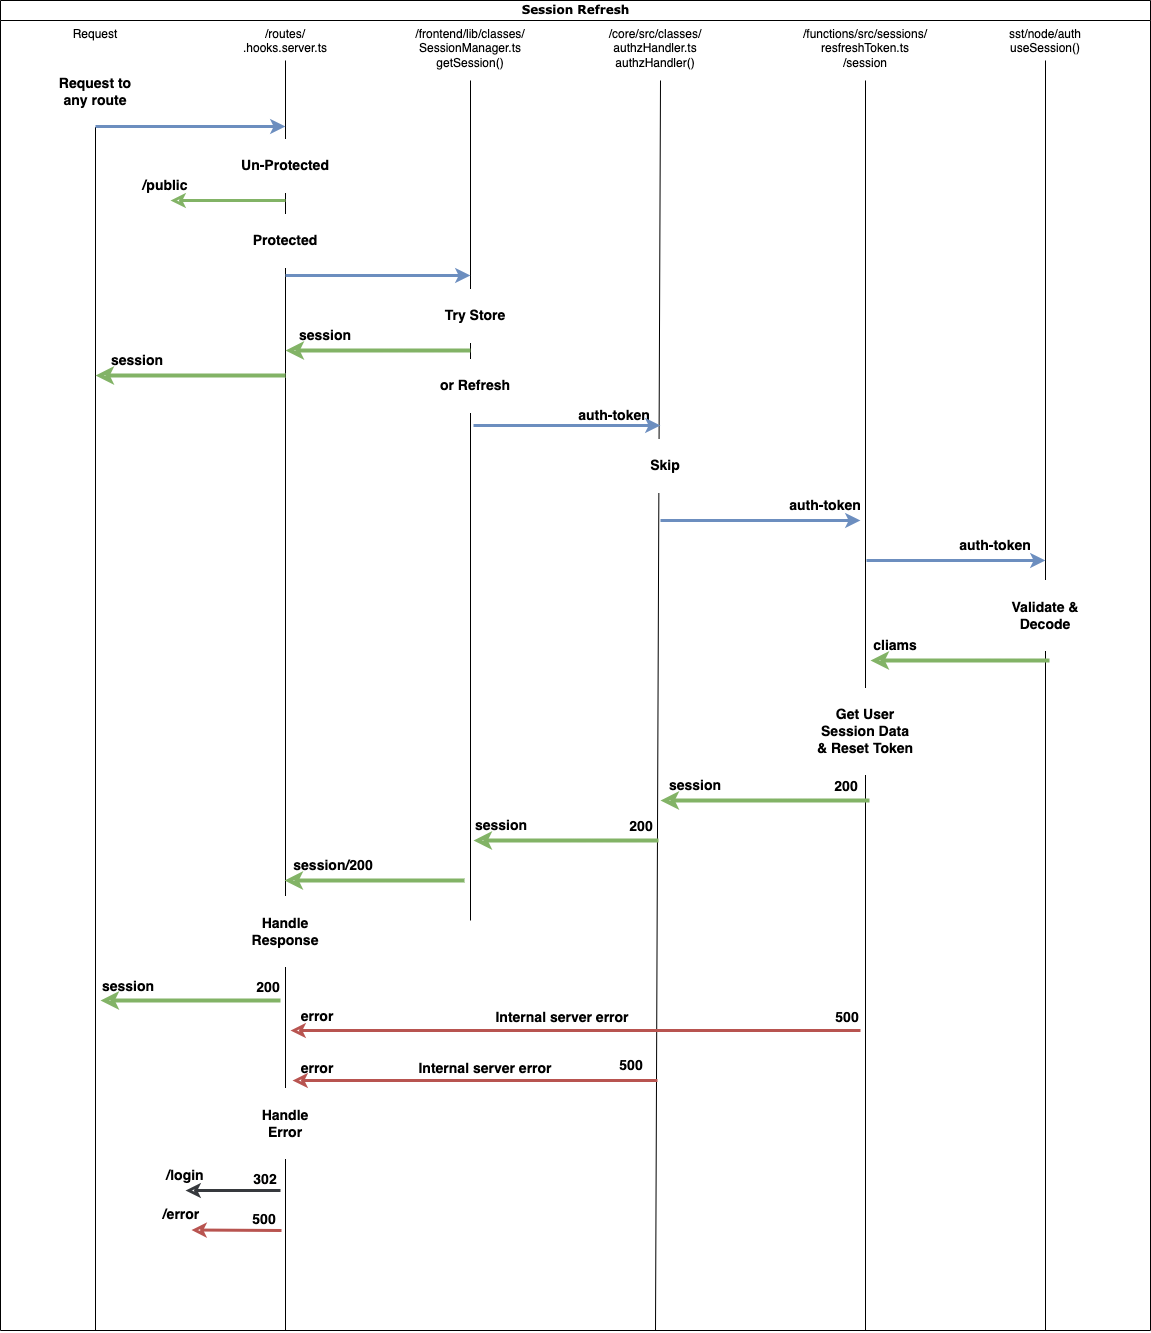 Session Refresh
Request
/routes/
.hooks.server.ts
/frontend/lib/classes/
SessionManager.ts
getSession()
/core/src/classes/
authzHandler.ts
authzHandler()
/functions/src/sessions/
resfreshToken.ts
/session
sst/node/auth
useSession()
Request to
any route
Un-Protected
/public
Protected
Try Store
session
session
or Refresh
auth-token
Skip
auth-token
auth-token
Validate &
Decode
cliams
Get User
Session Data
& Reset Token
session 200
session 200
session/200
Handle
Response
session 200
error Internal server error 500
error Internal server error 500
Handle
Error
/login 302
/error 500